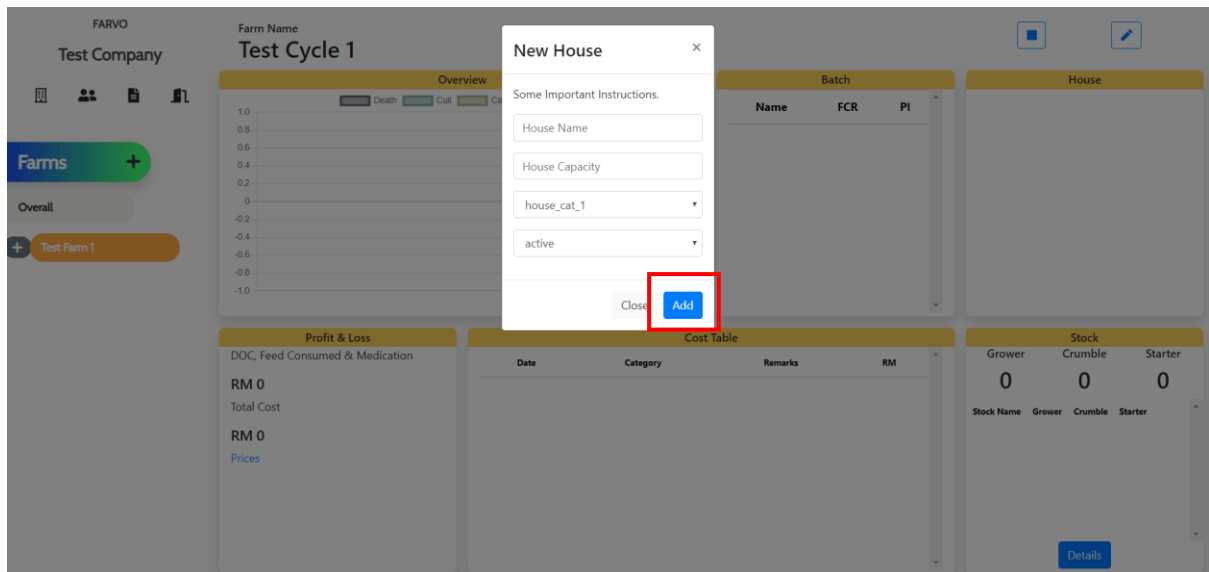 FARVO
Test Company
Farms +
Overall
+ Test Farm 1
Farm Name
Test Cycle 1
Overview
Death Cull Ca
1.0
0.8
0.6
0.4
0.2
0
-0.2
-0.4
-0.6
-0.8
-1.0
New House ×
Some Important Instructions.
House Name
House Capacity
house_cat_1
active
Close Add
Batch
Name FCR PI
House
Profit & Loss
DOC, Feed Consumed & Medication
RM 0
Total Cost
RM 0
Prices
Cost Table
Date Category Remarks RM
Stock
Grower Crumble Starter
0 0 0
Stock Name Grower Crumble Starter
Details